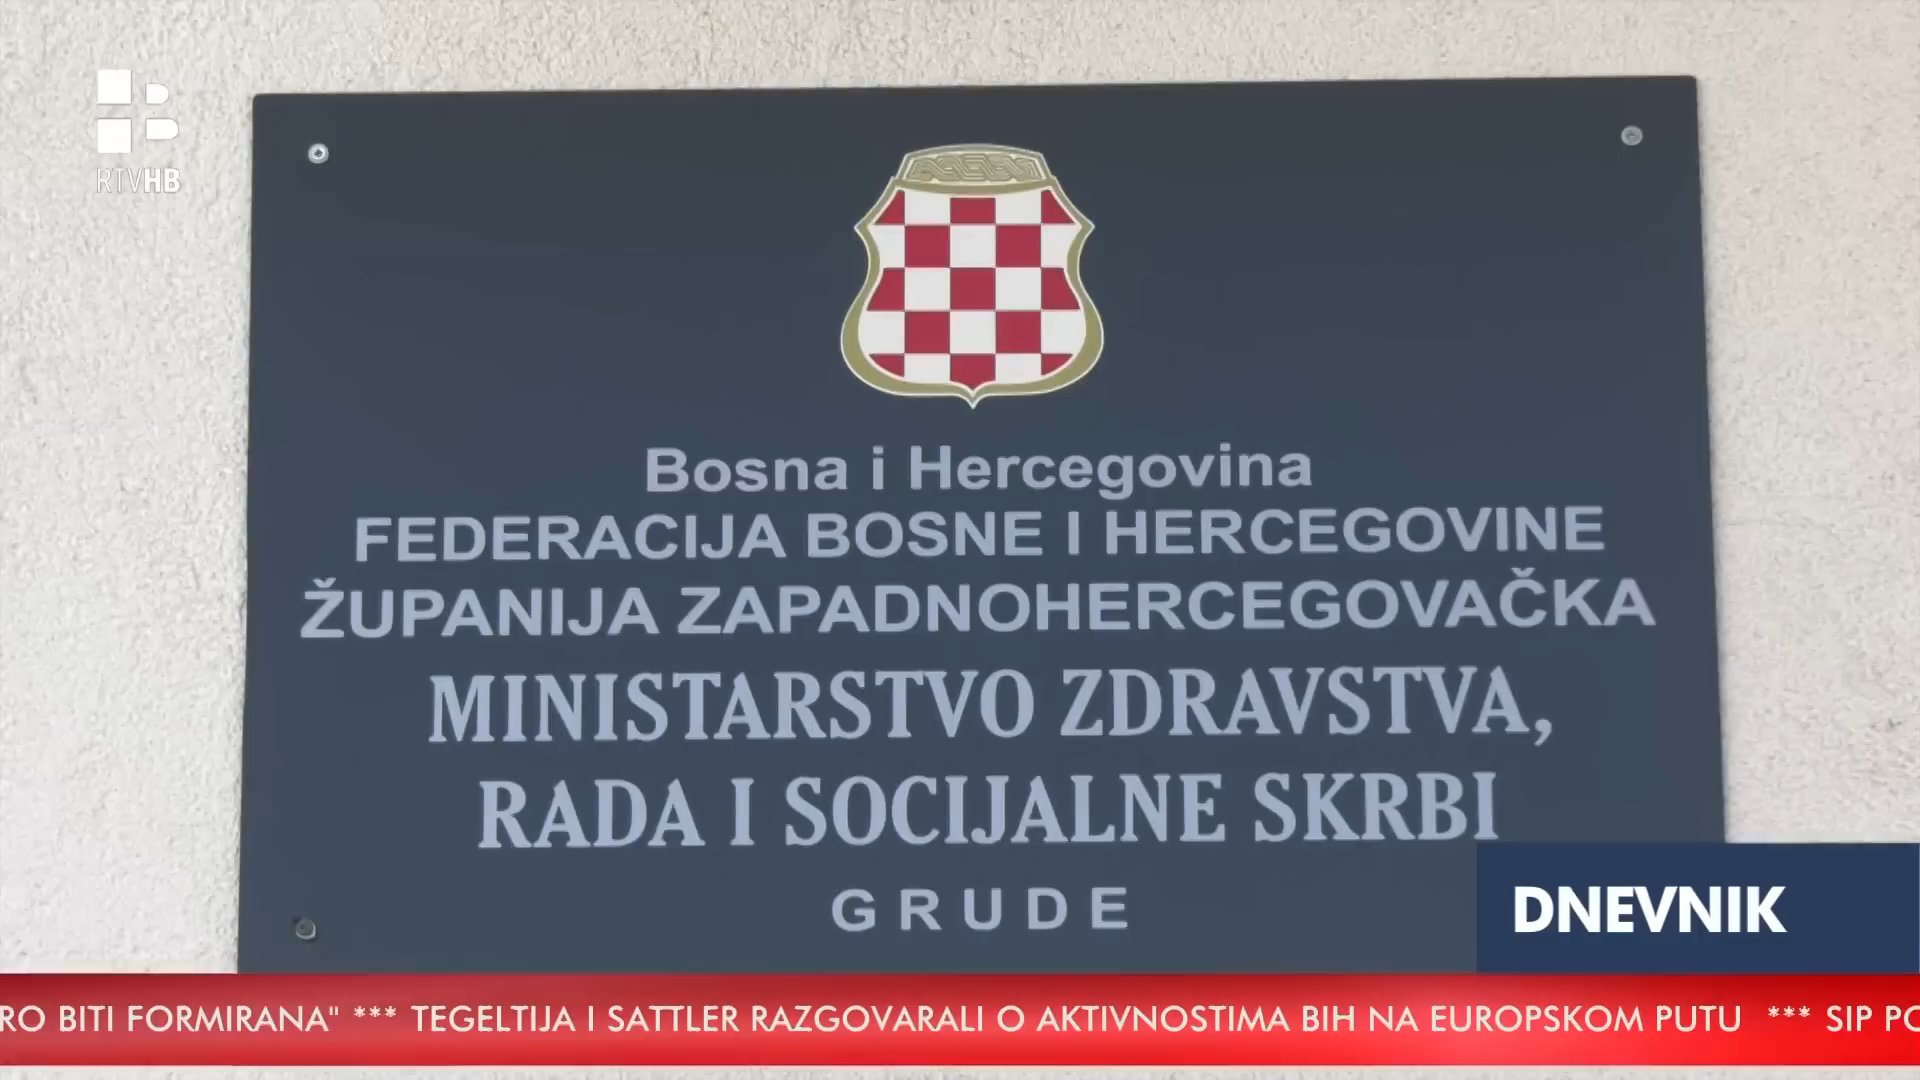 RTVHB
Bosna i Hercegovina
FEDERACIJA BOSNE I HERCEGOVINE
ŽUPANIJA ZAPADNOHERCEGOVAČKA
MINISTARSTVO ZDRAVSTVA,
RADA I SOCIJALNE SKRBI
GRUDE
DNEVNIK
RO BITI FORMIRANA" *** TEGELTIJA I SATTLER RAZGOVARALI O AKTIVNOSTIMA BIH NA EUROPSKOM PUTU *** SIP PO